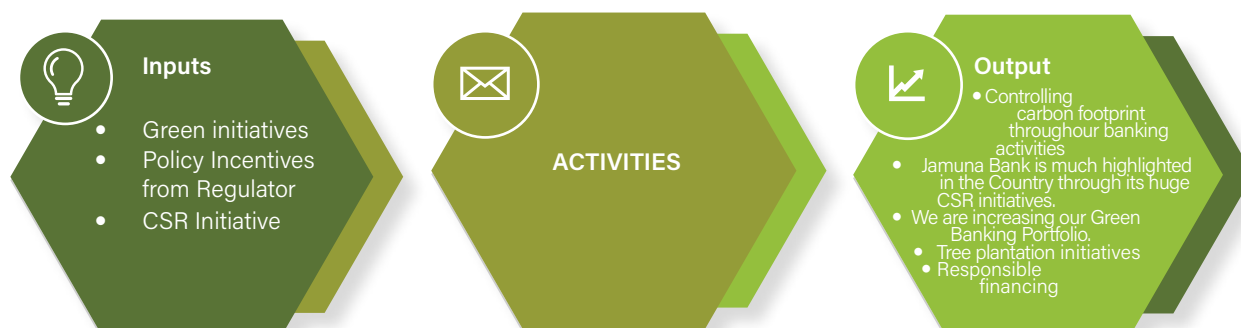 Inputs
• Green initiatives
• Policy Incentives
from Regulator
• CSR Initiative
ACTIVITIES
Output
• Controlling
carbon footprint
throughour banking
activities
• Jamuna Bank is much highlighted
in the Country through its huge
CSR initiatives.
• We are increasing our Green
Banking Portfolio.
• Tree plantation initiatives
• Responsible
financing